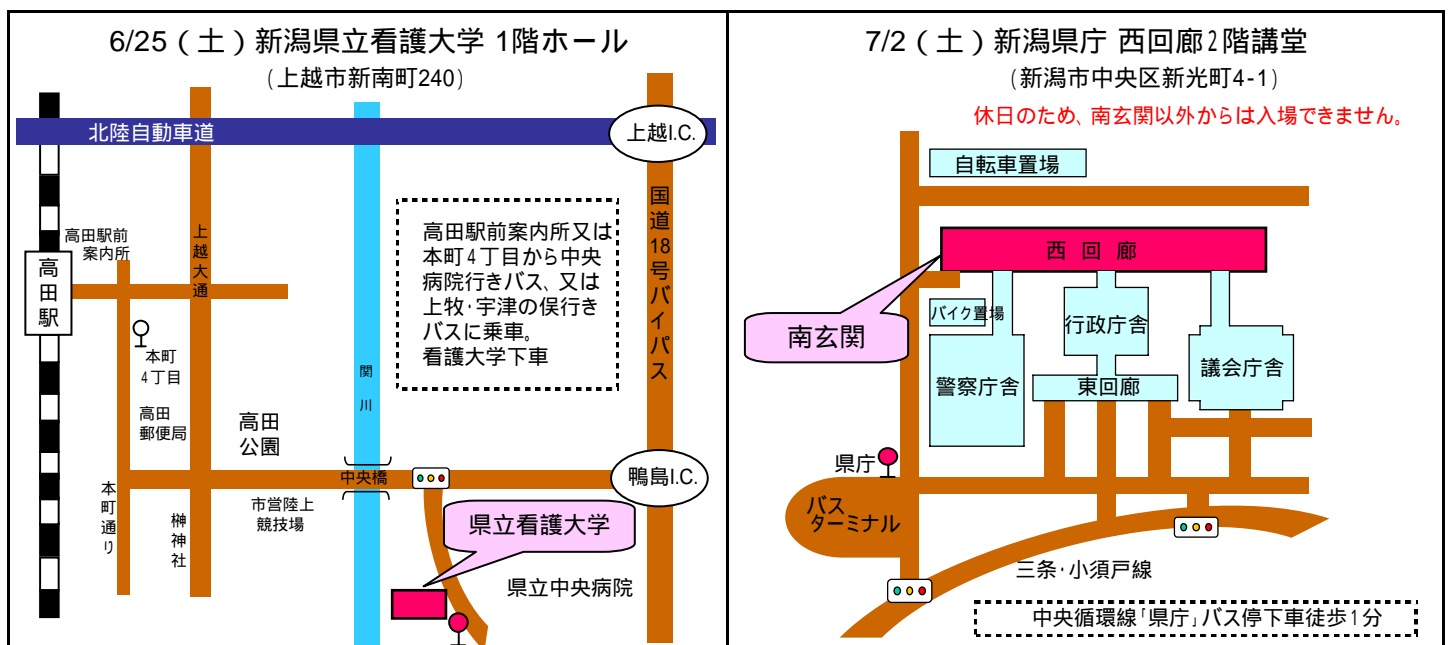 6/25（土）新潟県立看護大学 1階ホール
（上越市新南町240）
北陸自動車道
上越I.C.
国道18号バイパス
高田駅前
案内所
高田駅
上越大通
高田駅前案内所又は
本町4丁目から中央
病院行きバス、又は
上牧・宇津の俣行き
バスに乗車。
看護大学下車
本町
4丁目
関川
高田
郵便局
高田
公園
中央橋
鴨島I.C.
本町通り
榊神社
市営陸上
競技場
県立看護大学
県立中央病院
7/2（土）新潟県庁 西回廊2階講堂
（新潟市中央区新光町4-1）
休日のため、南玄関以外からは入場できません。
自転車置場
西回廊
南玄関
バイク置場
行政庁舎
警察庁舎
東回廊
議会庁舎
県庁
バス
ターミナル
三条・小須戸線
中央循環線「県庁」バス停下車徒歩1分